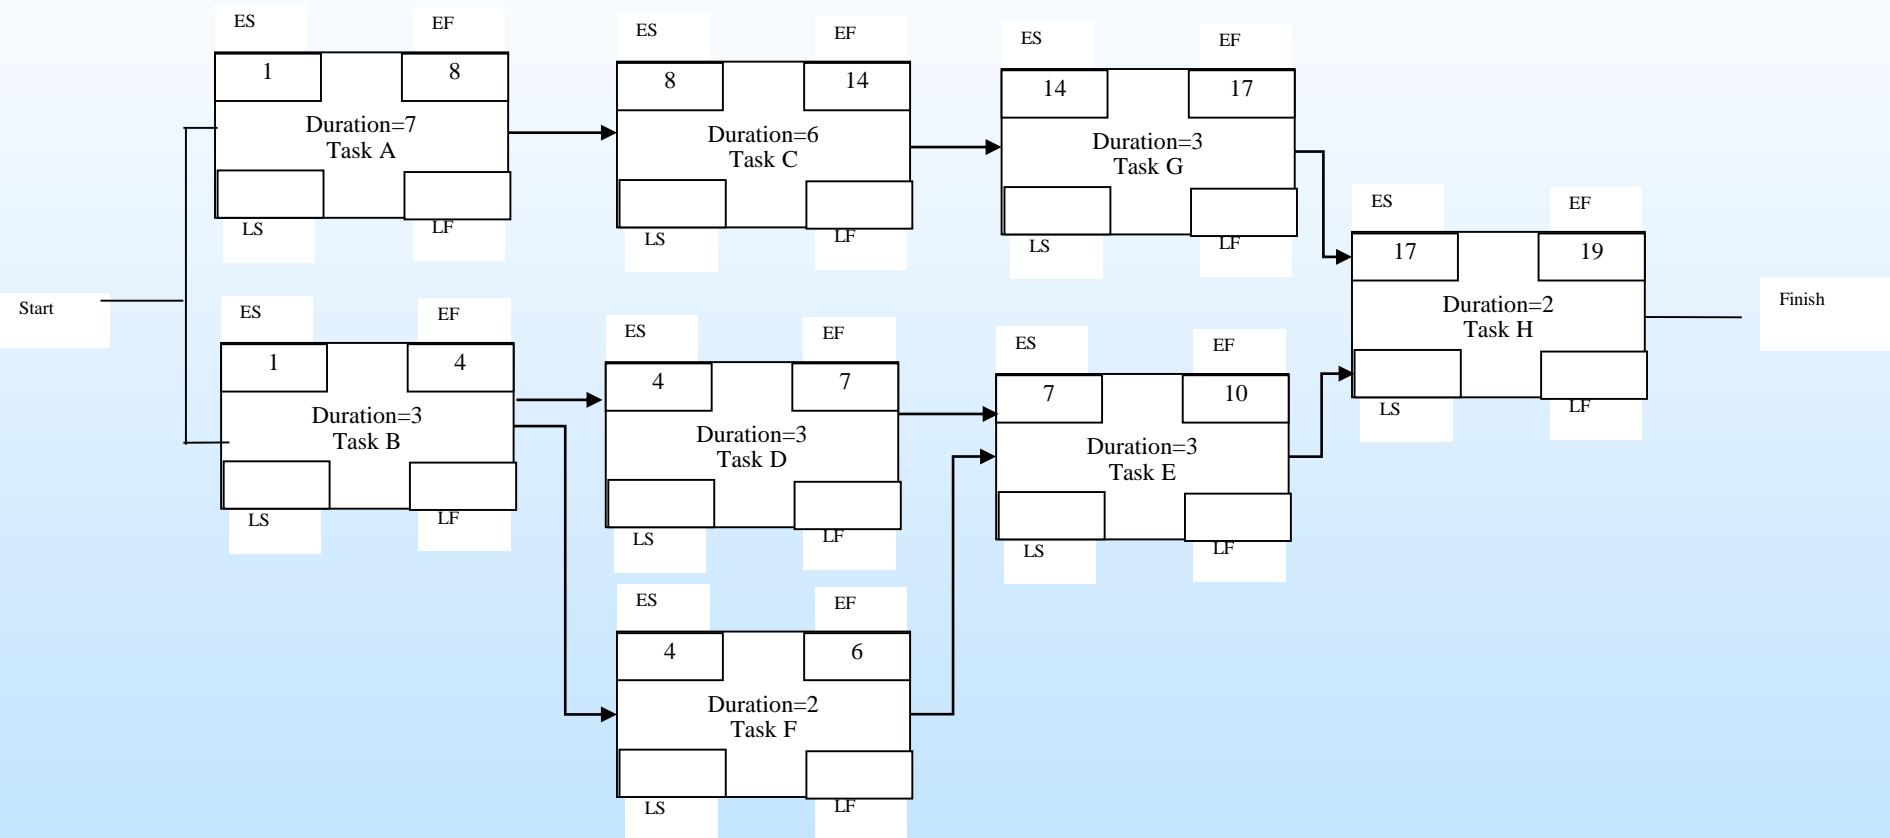 ES EF
1 8
Duration=7
Task A
LS LF
ES EF
8 14
Duration=6
Task C
LS LF
ES EF
14 17
Duration=3
Task G
LS LF
Start
ES EF
1 4
Duration=3
Task B
LS LF
ES EF
4 7
Duration=3
Task D
LS LF
ES EF
7 10
Duration=3
Task E
LS LF
ES EF
17 19
Duration=2
Task H
LS LF
Finish
ES EF
4 6
Duration=2
Task F
LS LF